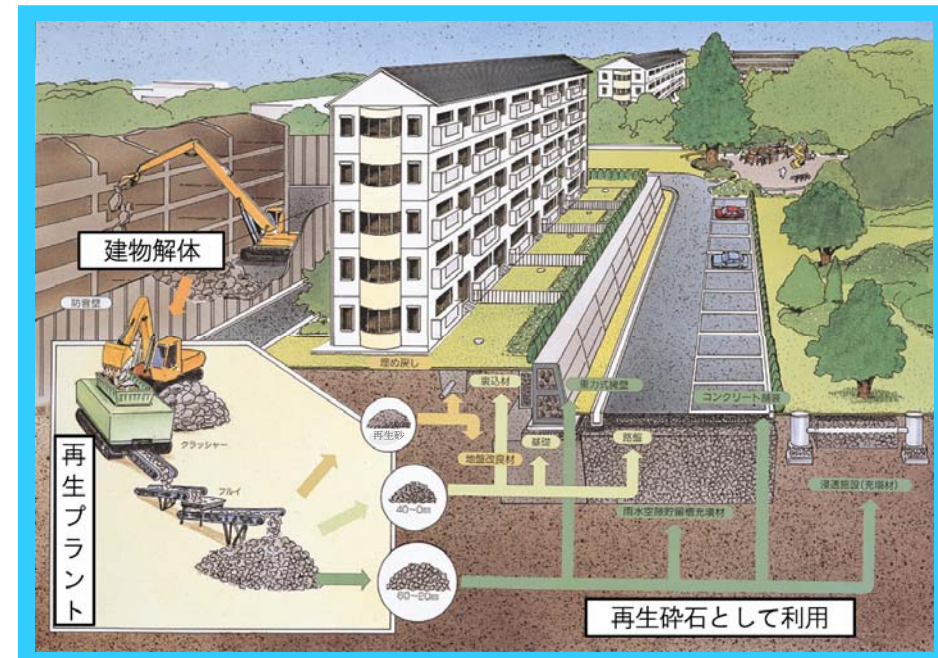 建物解体
防音壁
埋め戻し
裏込材
重力式擁壁
コンクリート舗装
再生砂
クラッシャー
地盤改良材
基礎
路盤
再生プラント
フルイ
40~0m
浸透施設(充填材)
雨水空隙貯留槽充填材
60~20m
再生砕石として利用